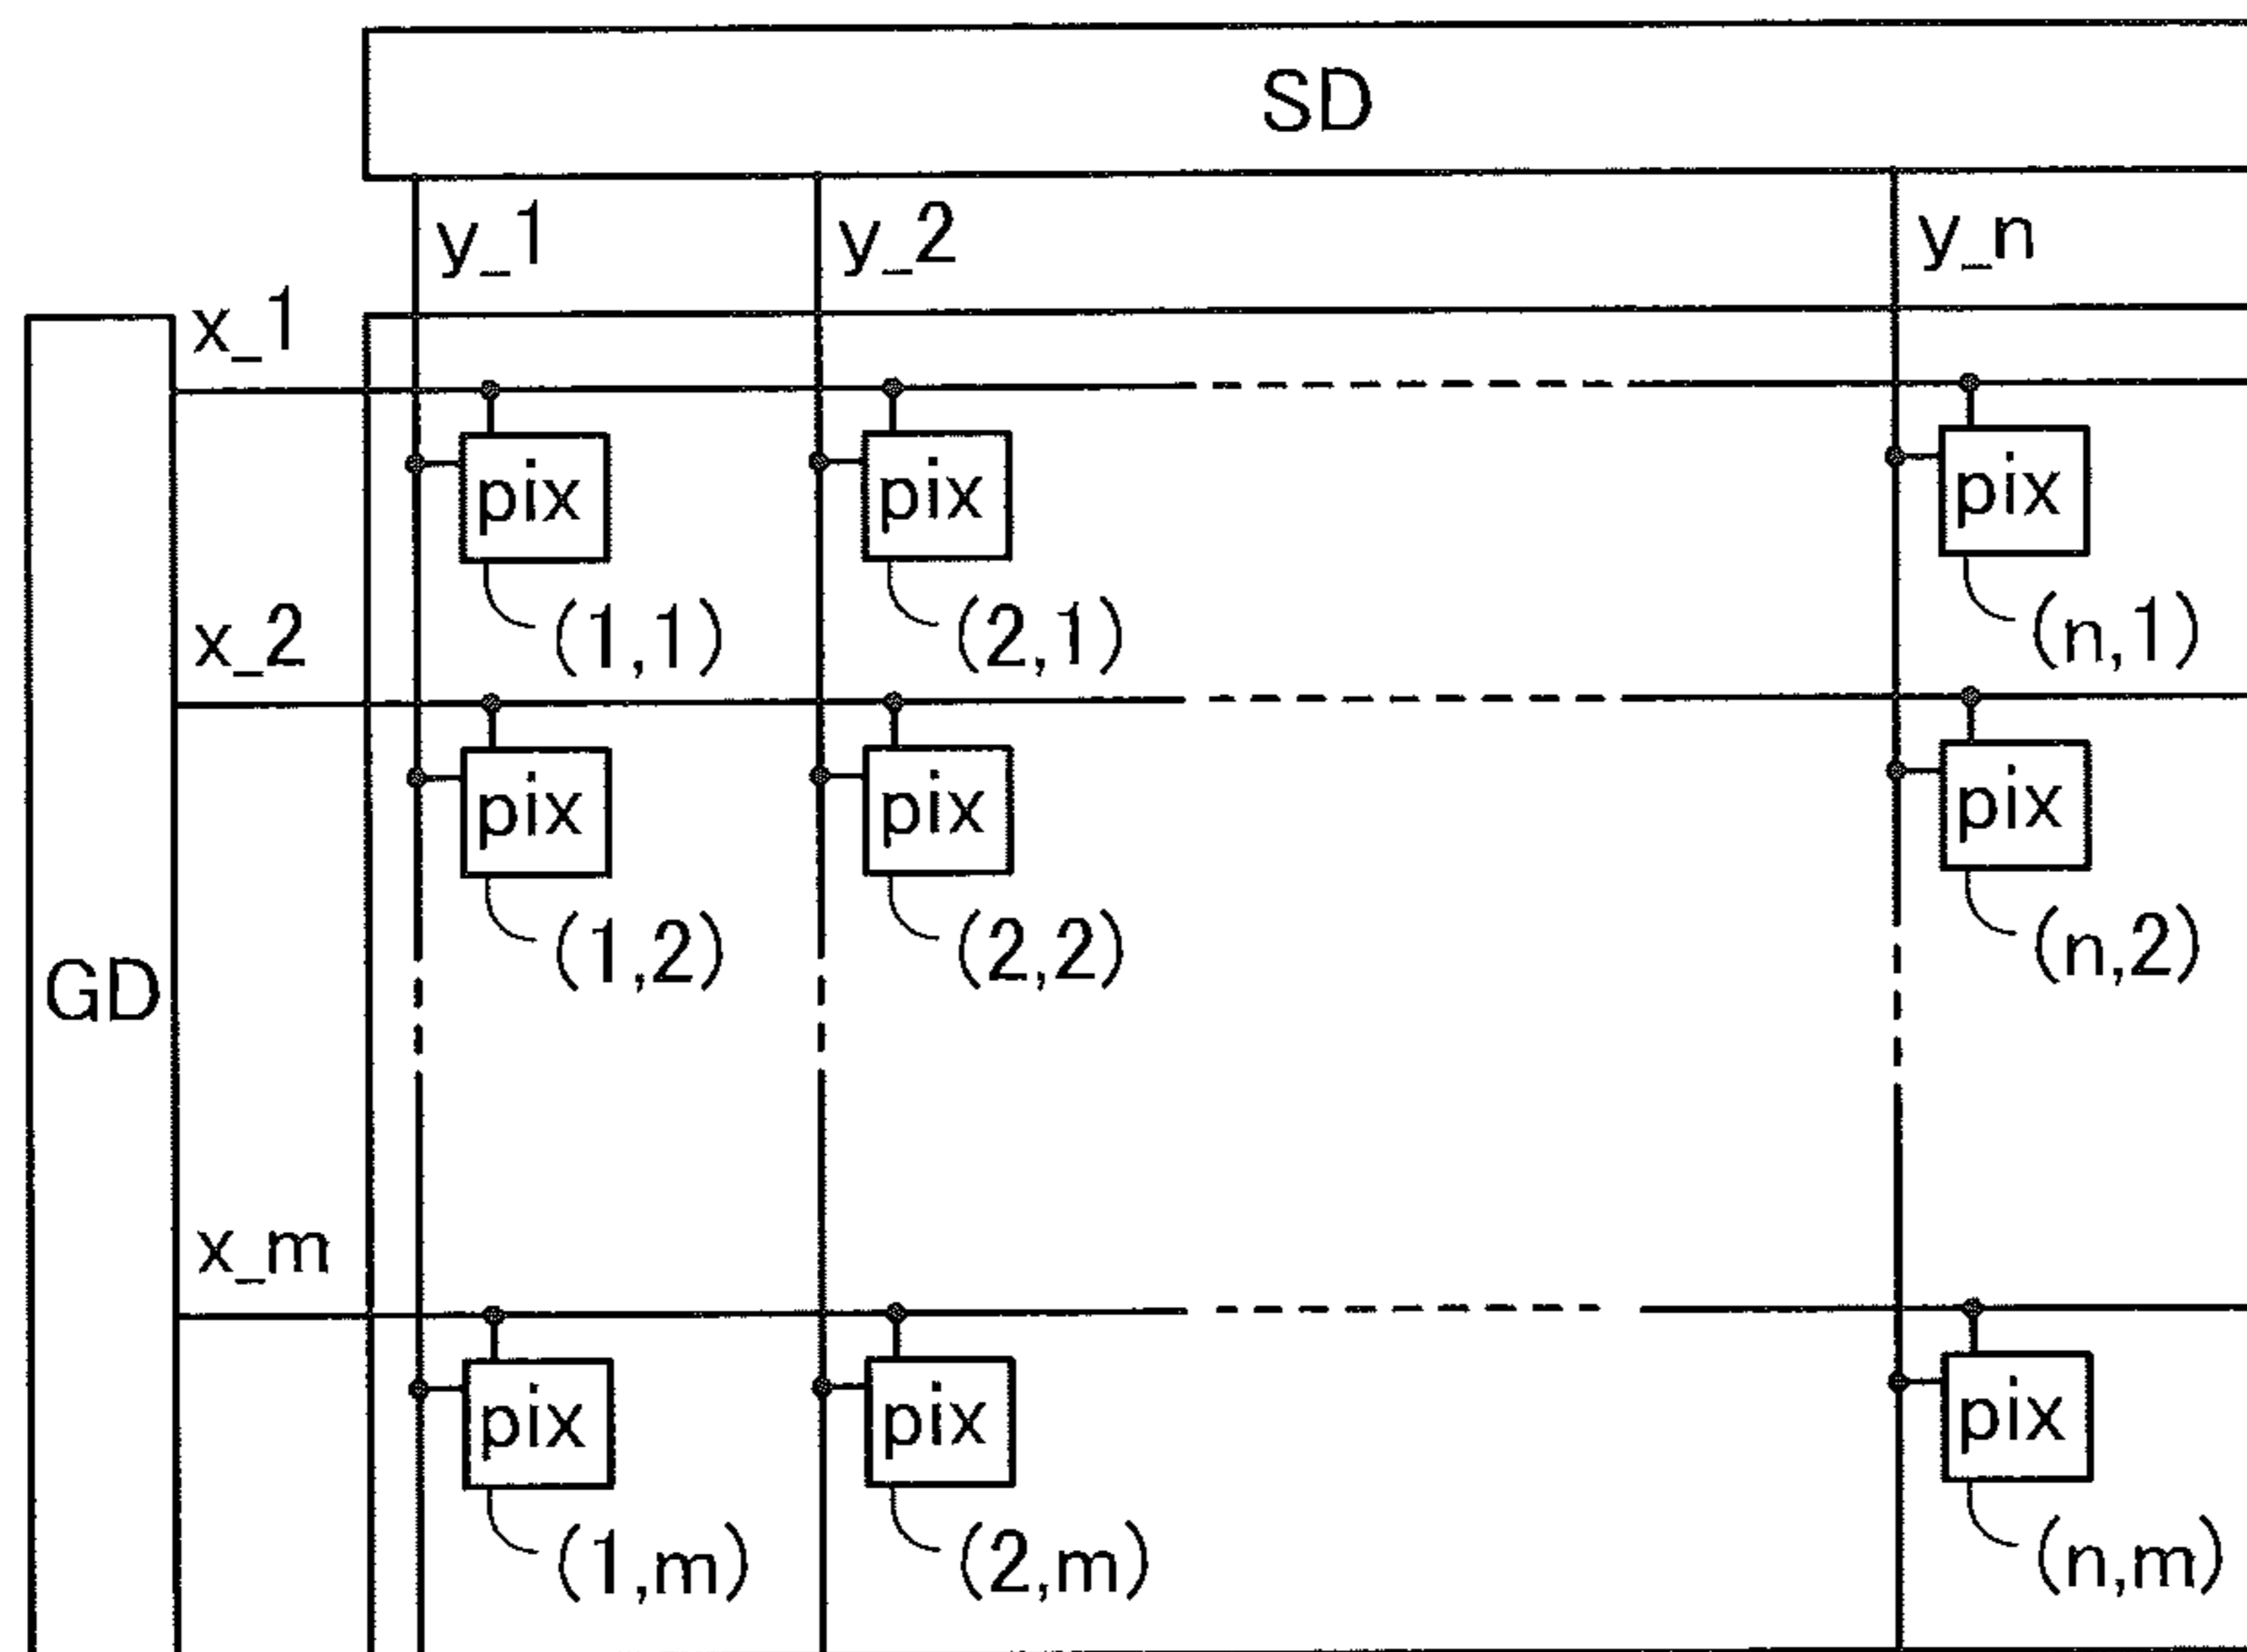 SD
y_1 y_2 y_n
x_1
pix pix pix
(1,1) (2,1) (n,1)
x_2
pix pix pix
(1,2) (2,2) (n,2)
GD
x_m
pix pix pix
(1,m) (2,m) (n,m)